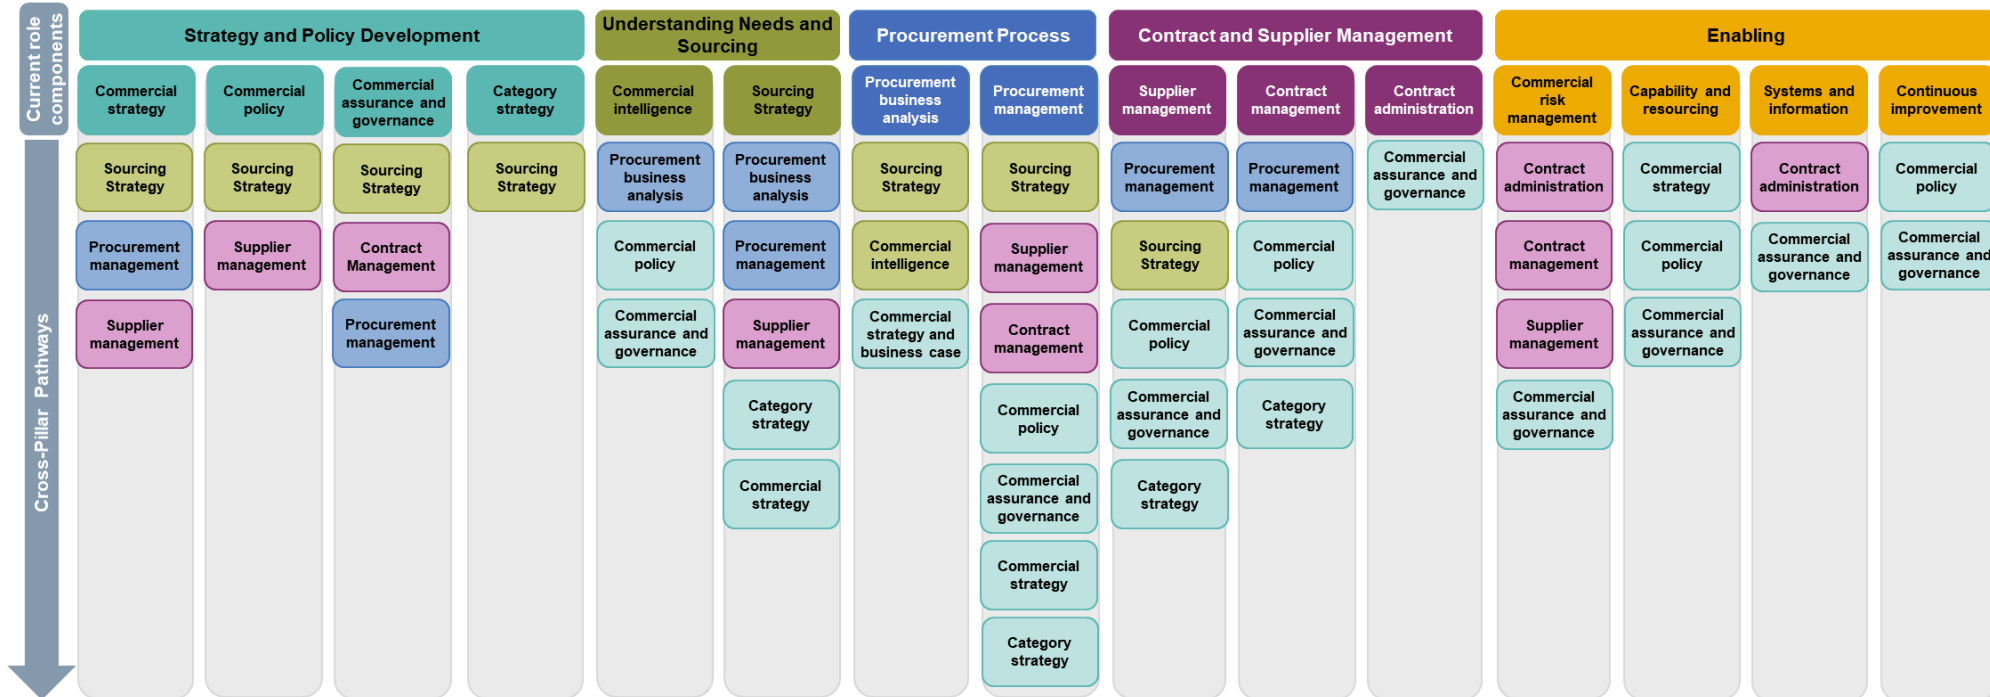 Current role
components
Strategy and Policy Development
Understanding Needs and
Sourcing
Procurement Process
Contract and Supplier Management
Enabling
Commercial
strategy
Commercial
policy
Commercial
assurance and
governance
Category
strategy
Commercial
intelligence
Sourcing
Strategy
Procurement
business
analysis
Procurement
management
Supplier
management
Contract
management
Contract
administration
Commercial
risk
management
Capability and
resourcing
Systems and
information
Continuous
improvement
Cross-Pillar Pathways
Sourcing
Strategy
Sourcing
Strategy
Sourcing
Strategy
Sourcing
Strategy
Procurement
business
analysis
Procurement
business
analysis
Sourcing
Strategy
Sourcing
Strategy
Procurement
management
Procurement
management
Commercial
assurance and
governance
Contract
administration
Commercial
strategy
Contract
administration
Commercial
policy
Procurement
management
Supplier
management
Contract
Management
Commercial
policy
Procurement
management
Commercial
intelligence
Supplier
management
Sourcing
Strategy
Commercial
policy
Contract
management
Commercial
policy
Commercial
assurance and
governance
Commercial
assurance and
governance
Supplier
management
Procurement
management
Commercial
assurance and
governance
Supplier
management
Commercial
strategy and
business case
Contract
management
Commercial
policy
Commercial
assurance and
governance
Supplier
management
Commercial
assurance and
governance
Category
strategy
Commercial
policy
Commercial
assurance and
governance
Category
strategy
Commercial
assurance and
governance
Commercial
strategy
Commercial
assurance and
governance
Category
strategy
Commercial
strategy
Category
strategy